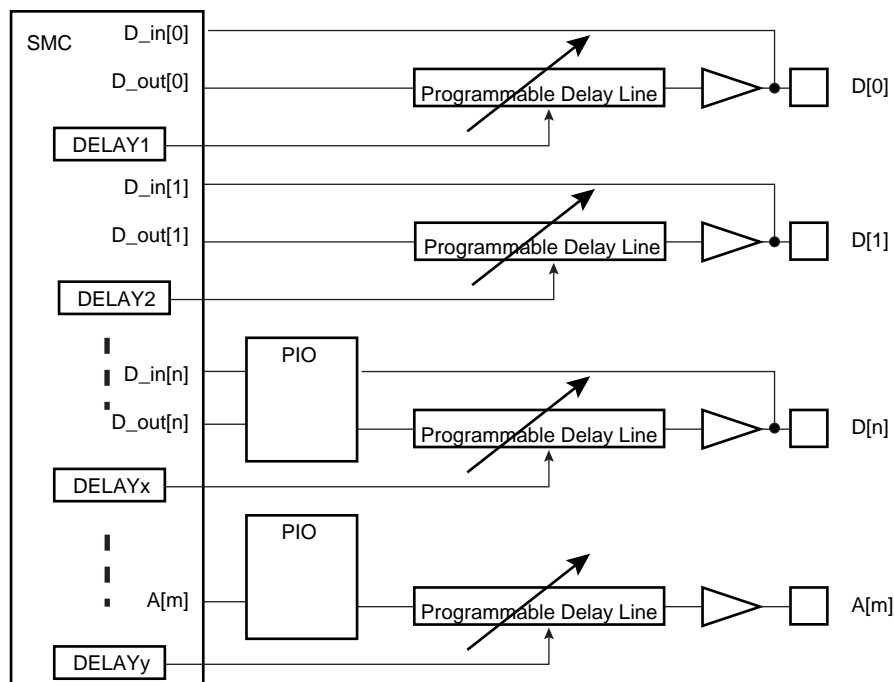 SMC
D_in[0]
D_out[0]
Programmable Delay Line
D[0]
DELAY1
D_in[1]
D_out[1]
Programmable Delay Line
D[1]
DELAY2
PIO
D_in[n]
D_out[n]
Programmable Delay Line
D[n]
DELAYx
PIO
A[m]
Programmable Delay Line
A[m]
DELAYy